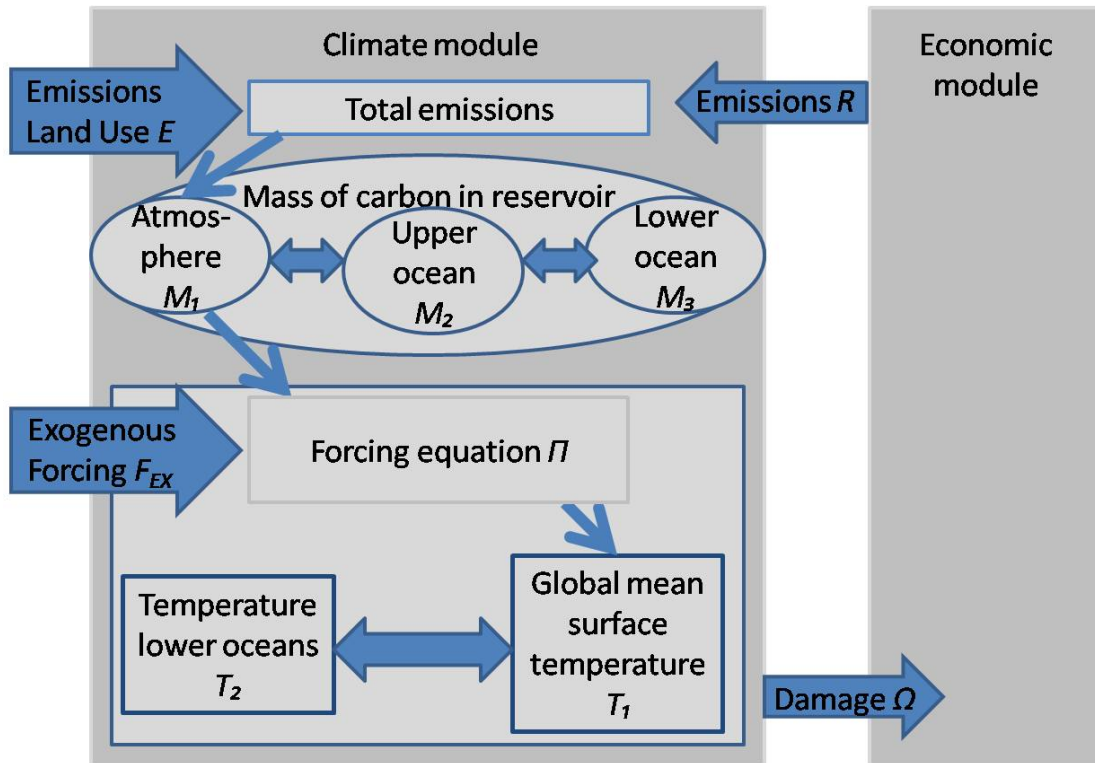 Climate module
Economic
module
Emissions
Land Use E
Total emissions
Emissions R
Mass of carbon in reservoir
Atmos-
phere
M₁
Upper
ocean
M₂
Lower
ocean
M₃
Exogenous
Forcing F_EX
Forcing equation Π
Temperature
lower oceans
T₂
Global mean
surface
temperature
T₁
Damage Ω